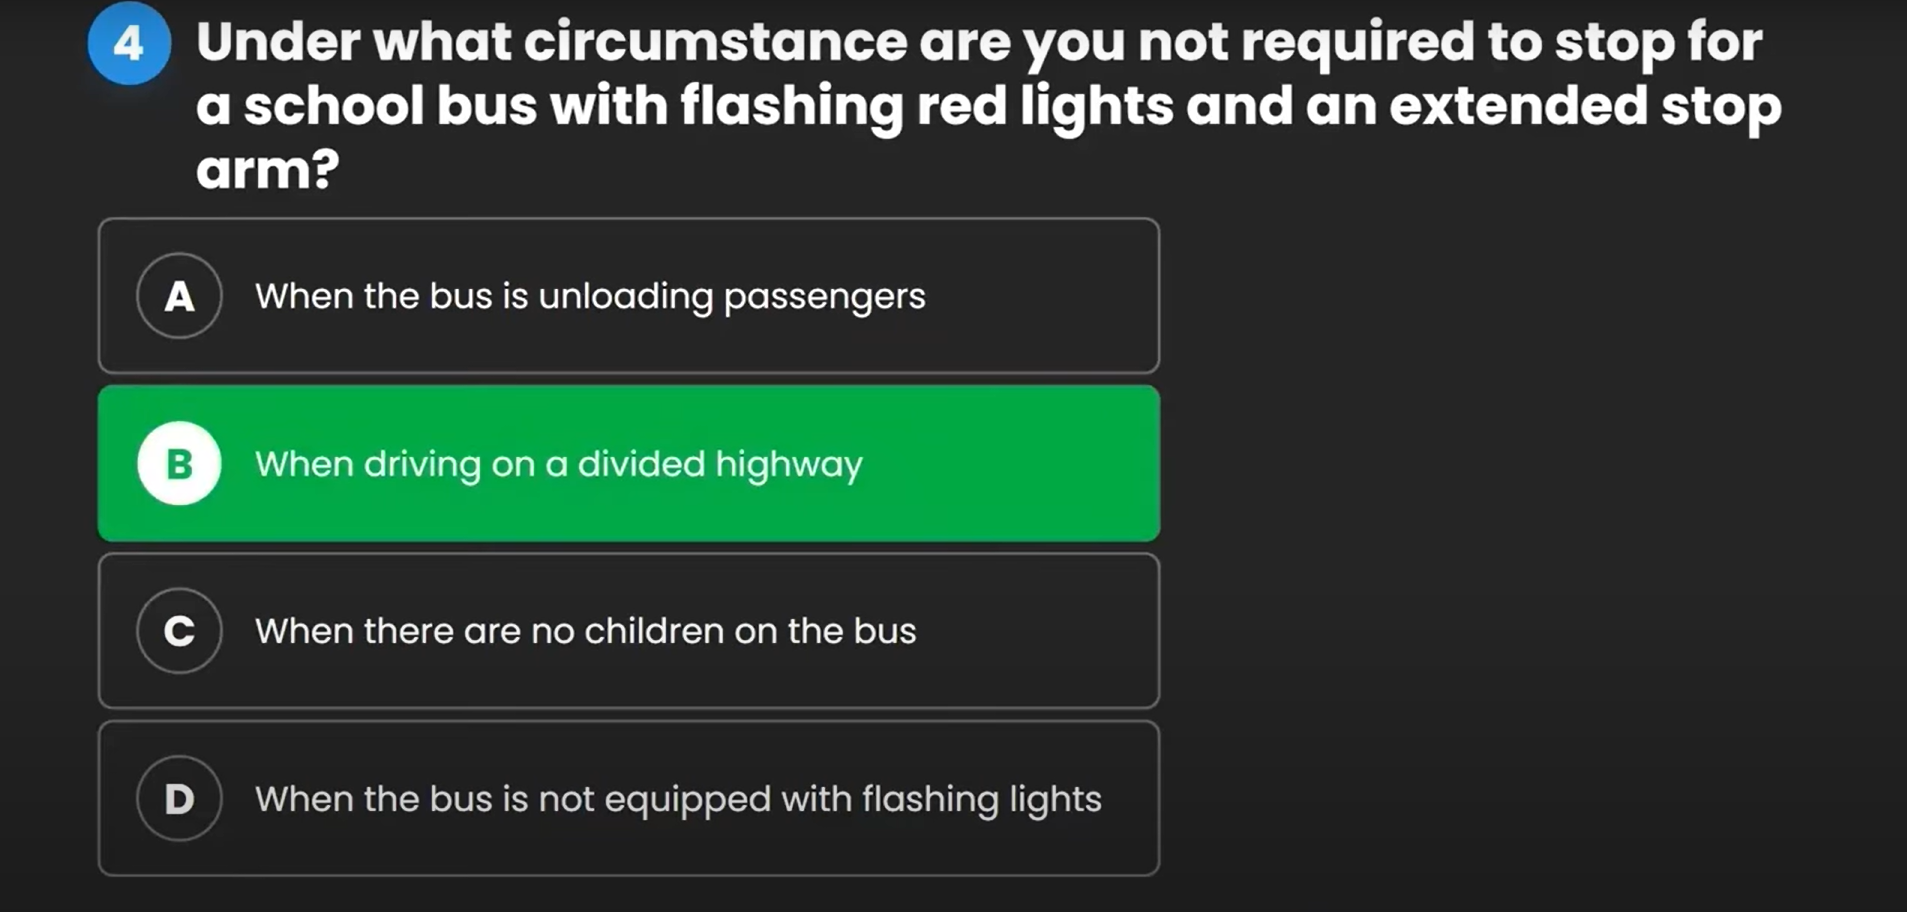 4 Under what circumstance are you not required to stop for
a school bus with flashing red lights and an extended stop
arm?
A When the bus is unloading passengers
B When driving on a divided highway
C When there are no children on the bus
D When the bus is not equipped with flashing lights